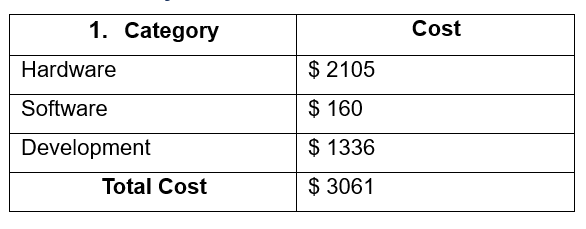 1. Category Cost
Hardware $ 2105
Software $ 160
Development $ 1336
Total Cost $ 3061